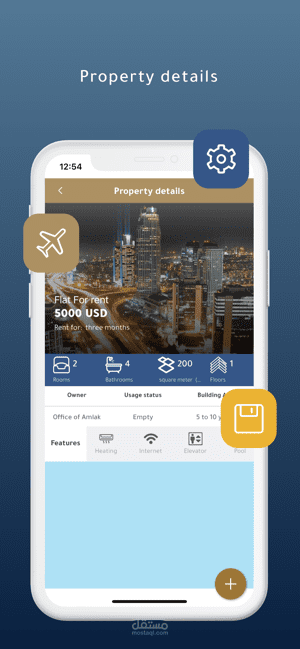 Property details
12:54
Property details
Flat For rent
5000 USD
Rent for: three months
2 4 200 1
Rooms Bathrooms square meter (... Floors
Owner Usage status Building
Office of Amlak Empty 5 to 10 y
Features Heating Internet Elevator Pool
+
مستقل
mostaql.com